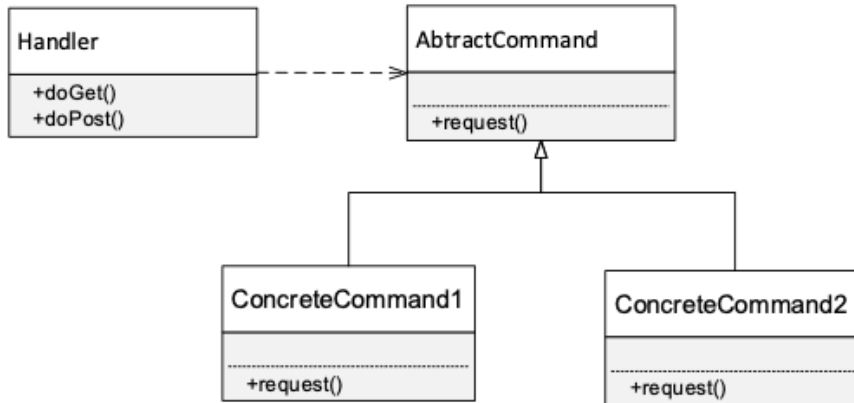 Handler
+doGet()
+doPost()
AbtractCommand
+request()
ConcreteCommand1
+request()
ConcreteCommand2
+request()